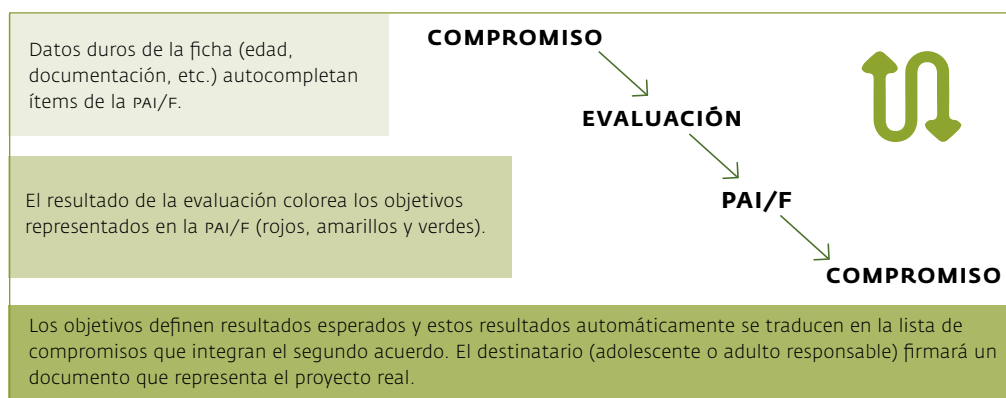 Datos duros de la ficha (edad,
documentación, etc.) autocompletan
ítems de la PAI/F.
COMPROMISO
EVALUACIÓN
El resultado de la evaluación colorea los objetivos
representados en la PAI/F (rojos, amarillos y verdes).
PAI/F
COMPROMISO
Los objetivos definen resultados esperados y estos resultados automáticamente se traducen en la lista de
compromisos que integran el segundo acuerdo. El destinatario (adolescente o adulto responsable) firmará un
documento que representa el proyecto real.